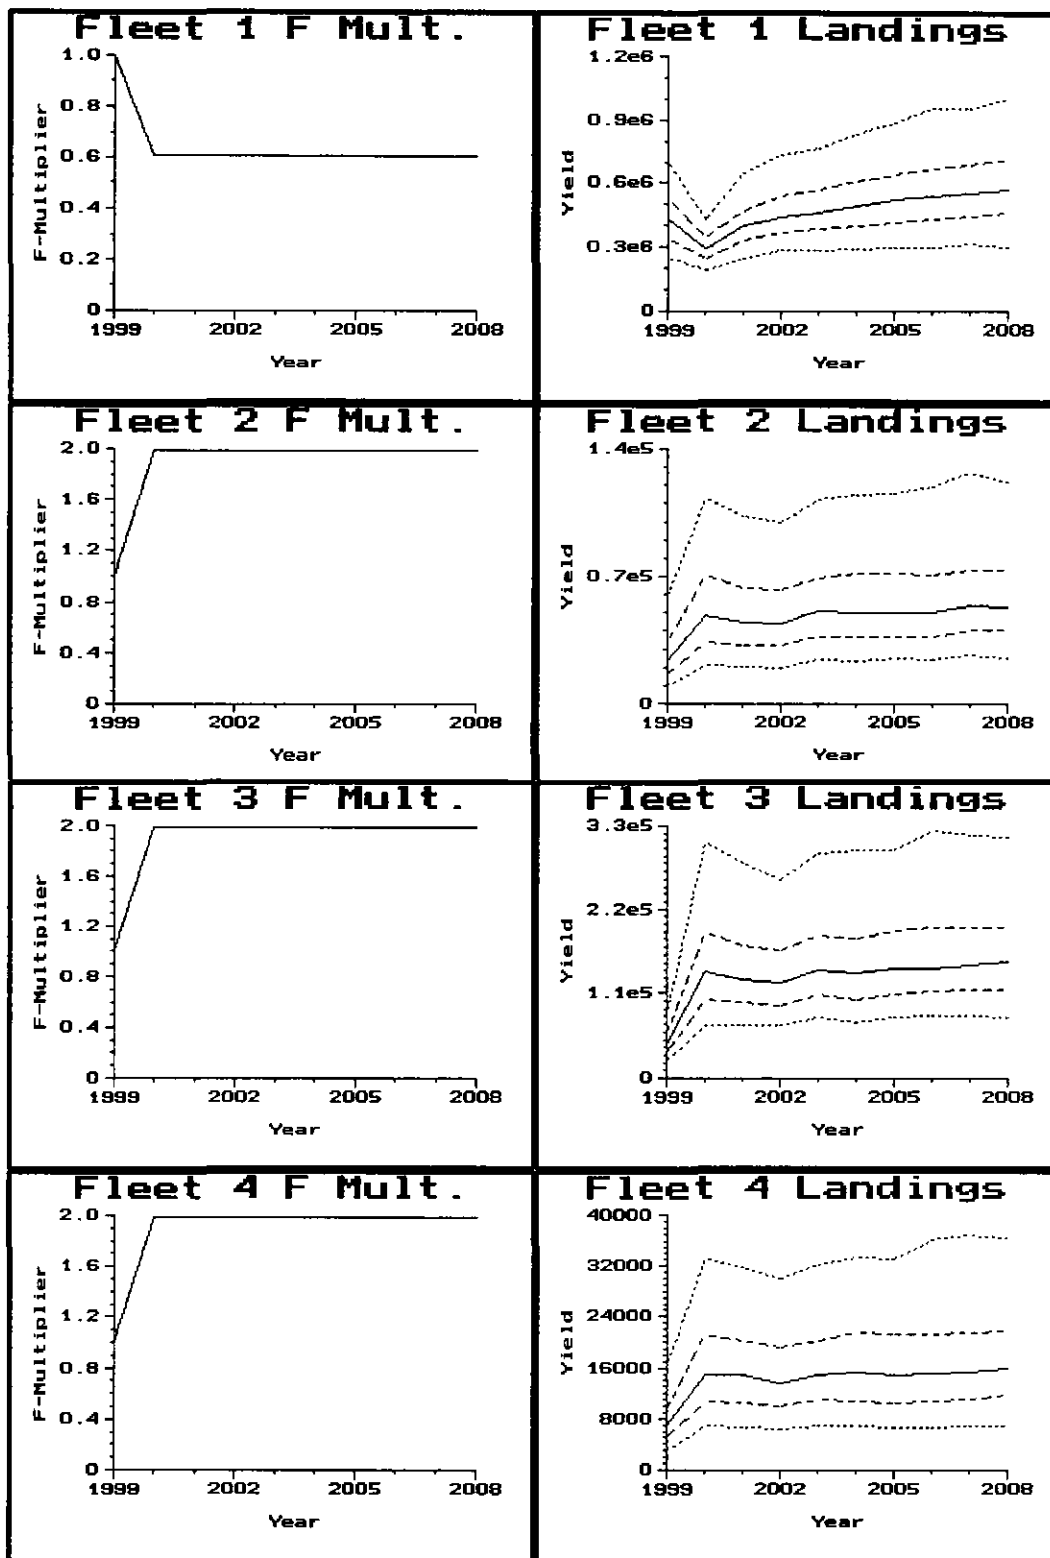 Fleet 1 F Mult.
1.0
0.8
0.6
0.4
0.2
0
F-Multiplier
1999 2002 2005 2008
Year
Fleet 1 Landings
1.2e6
0.9e6
0.6e6
0.3e6
0
Yield
1999 2002 2005 2008
Year
Fleet 2 F Mult.
2.0
1.6
1.2
0.8
0.4
0
F-Multiplier
1999 2002 2005 2008
Year
Fleet 2 Landings
1.4e5
0.7e5
0
Yield
1999 2002 2005 2008
Year
Fleet 3 F Mult.
2.0
1.6
1.2
0.8
0.4
0
F-Multiplier
1999 2002 2005 2008
Year
Fleet 3 Landings
3.3e5
2.2e5
1.1e5
0
Yield
1999 2002 2005 2008
Year
Fleet 4 F Mult.
2.0
1.6
1.2
0.8
0.4
0
F-Multiplier
1999 2002 2005 2008
Year
Fleet 4 Landings
40000
32000
24000
16000
8000
0
Yield
1999 2002 2005 2008
Year